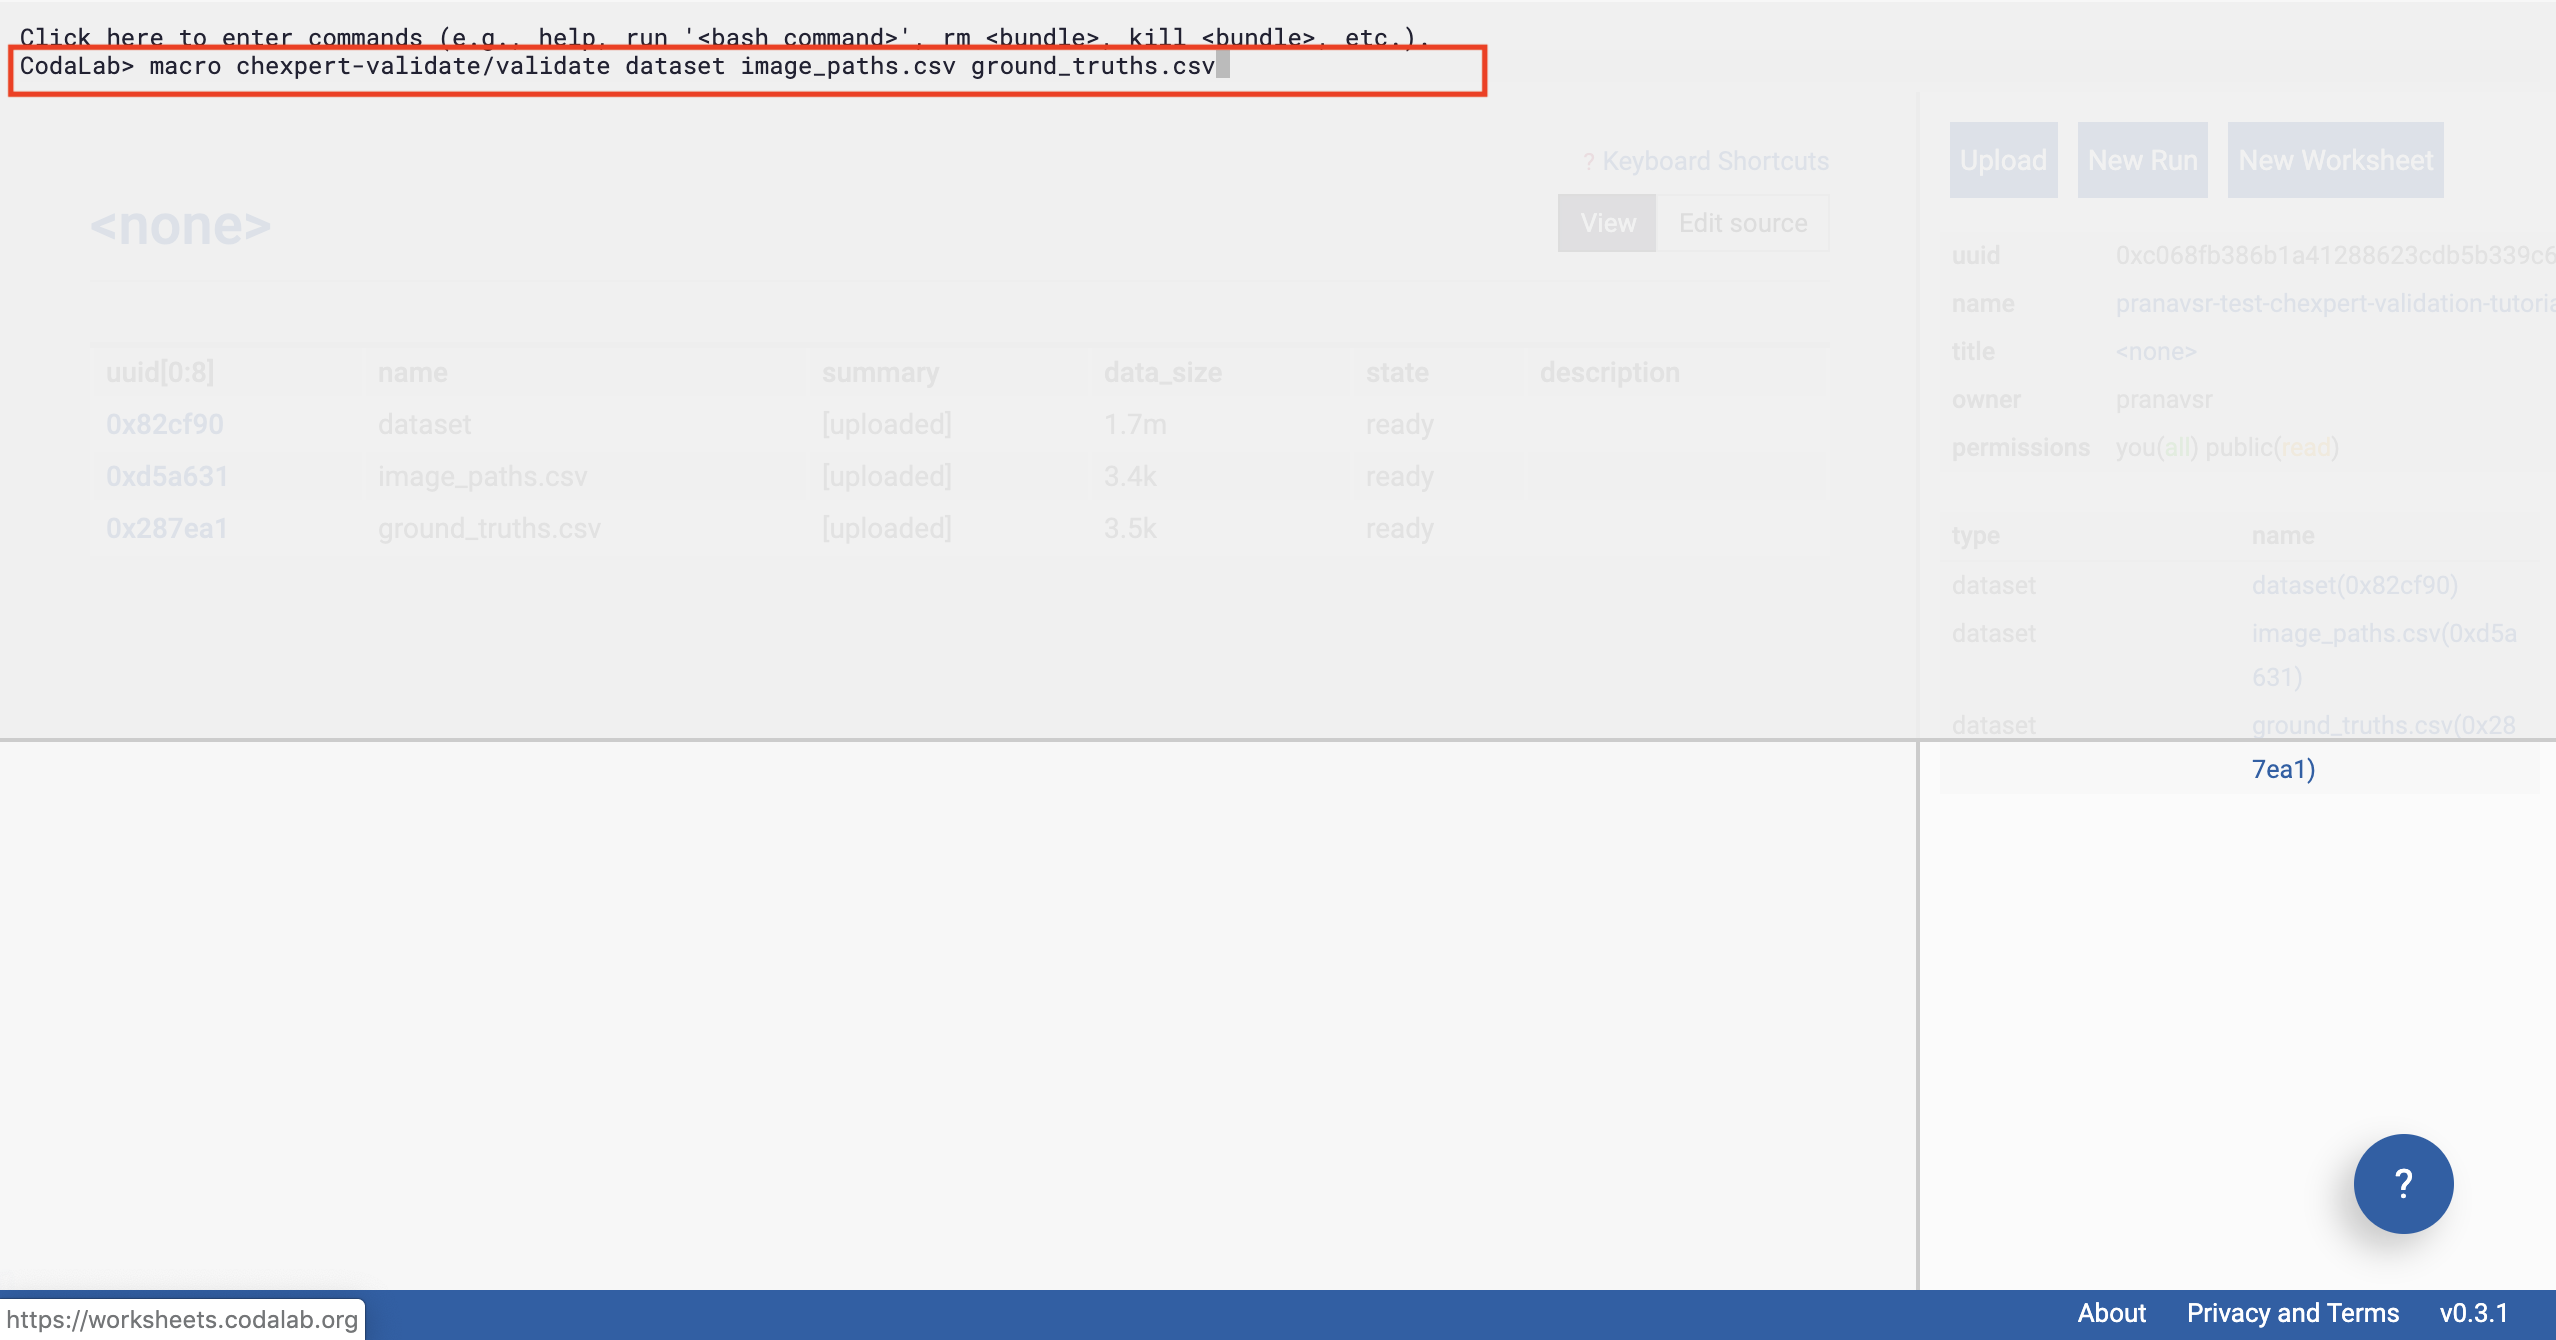 Click here to enter commands (e.g., help, run '<bash command>', rm <bundle>, kill <bundle>, etc.).
CodaLab> macro chexpert-validate/validate dataset image_paths.csv ground_truths.csv
? Keyboard Shortcuts
Upload New Run New Worksheet
<none>
View Edit source
uuid 0xc068fb386b1a41288623cdb5b339c6
name pranavsr-test-chexpert-validation-tutoria
title <none>
owner pranavsr
permissions you(all) public(read)
uuid[0:8] name summary data_size state description
0x82cf90 dataset [uploaded] 1.7m ready
0xd5a631 image_paths.csv [uploaded] 3.4k ready
0x287ea1 ground_truths.csv [uploaded] 3.5k ready
type name
dataset dataset(0x82cf90)
dataset image_paths.csv(0xd5a
631)
dataset ground_truths.csv(0x28
7ea1)
?
https://worksheets.codalab.org
About Privacy and Terms v0.3.1